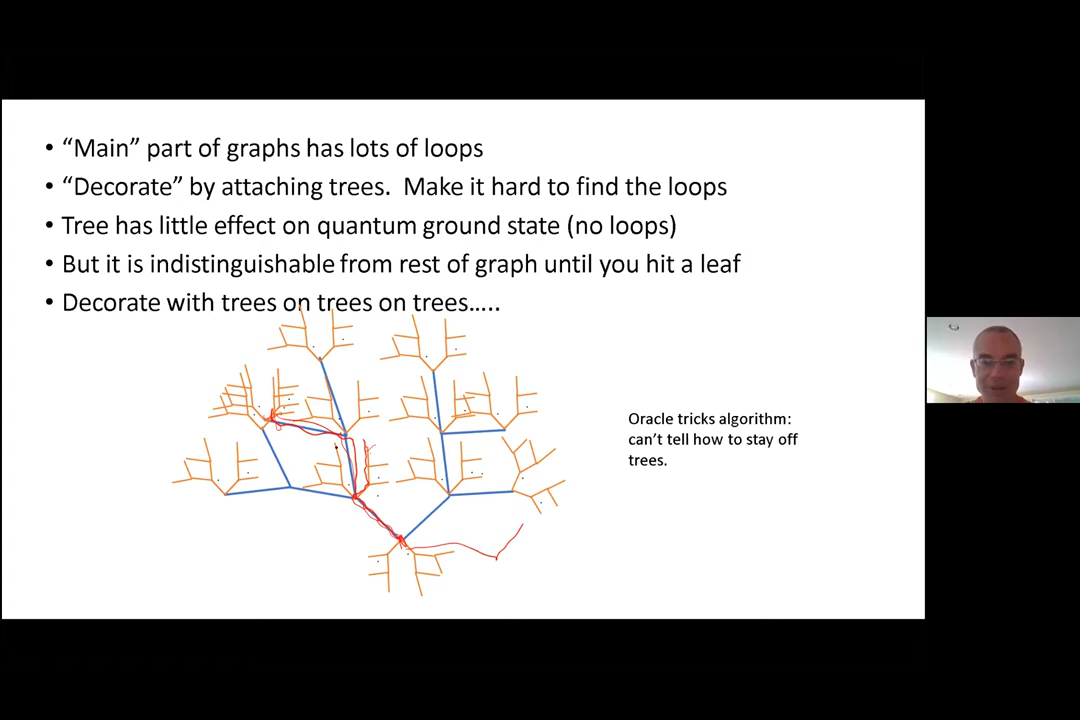 • “Main” part of graphs has lots of loops
• “Decorate” by attaching trees.  Make it hard to find the loops
• Tree has little effect on quantum ground state (no loops)
• But it is indistinguishable from rest of graph until you hit a leaf
• Decorate with trees on trees on trees…..
Oracle tricks algorithm:
can’t tell how to stay off
trees.